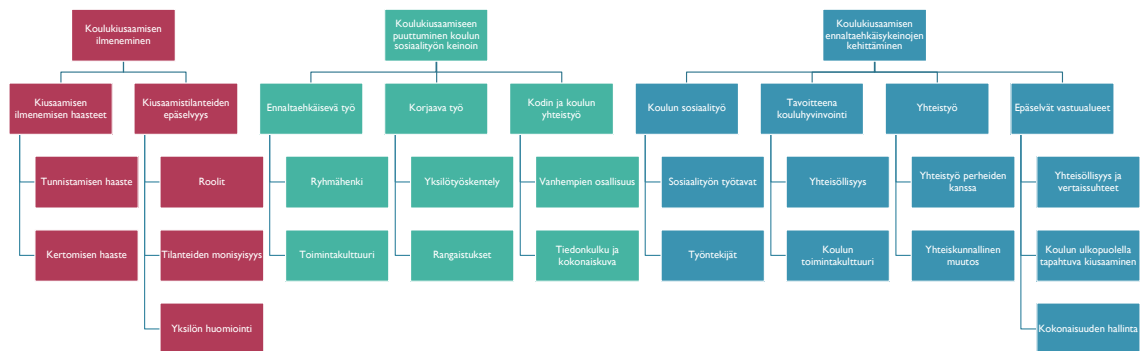 Koulukiusaamisen
ilmeneminen
Koulukiusaamiseen
puuttuminen koulun
sosiaalityön keinoin
Koulukiusaamisen
ennaltaehkäisykeinojen
kehittäminen
Kiusaamisen
ilmenemisen haasteet
Kiusaamistilanteiden
epäselvyys
Ennaltaehkäisevä työ
Korjaava työ
Kodin ja koulun
yhteistyö
Koulun sosiaalityö
Tavoitteena
kouluhyvinvointi
Yhteistyö
Epäselvät vastuualueet
Tunnistamisen haaste
Roolit
Ryhmähenki
Yksilötyöskentely
Vanhempien osallisuus
Sosiaalityön työtavat
Yhteisöllisyys
Yhteistyö perheiden
kanssa
Yhteisöllisyys ja
vertaissuhteet
Kertomisen haaste
Tilanteiden monisyisyys
Toimintakulttuuri
Rangaistukset
Tiedonkulku ja
kokonaiskuva
Työntekijät
Koulun
toimintakulttuuri
Yhteiskunnallinen
muutos
Koulun ulkopuolella
tapahtuva kiusaaminen
Yksilön huomiointi
Kokonaisuuden hallinta